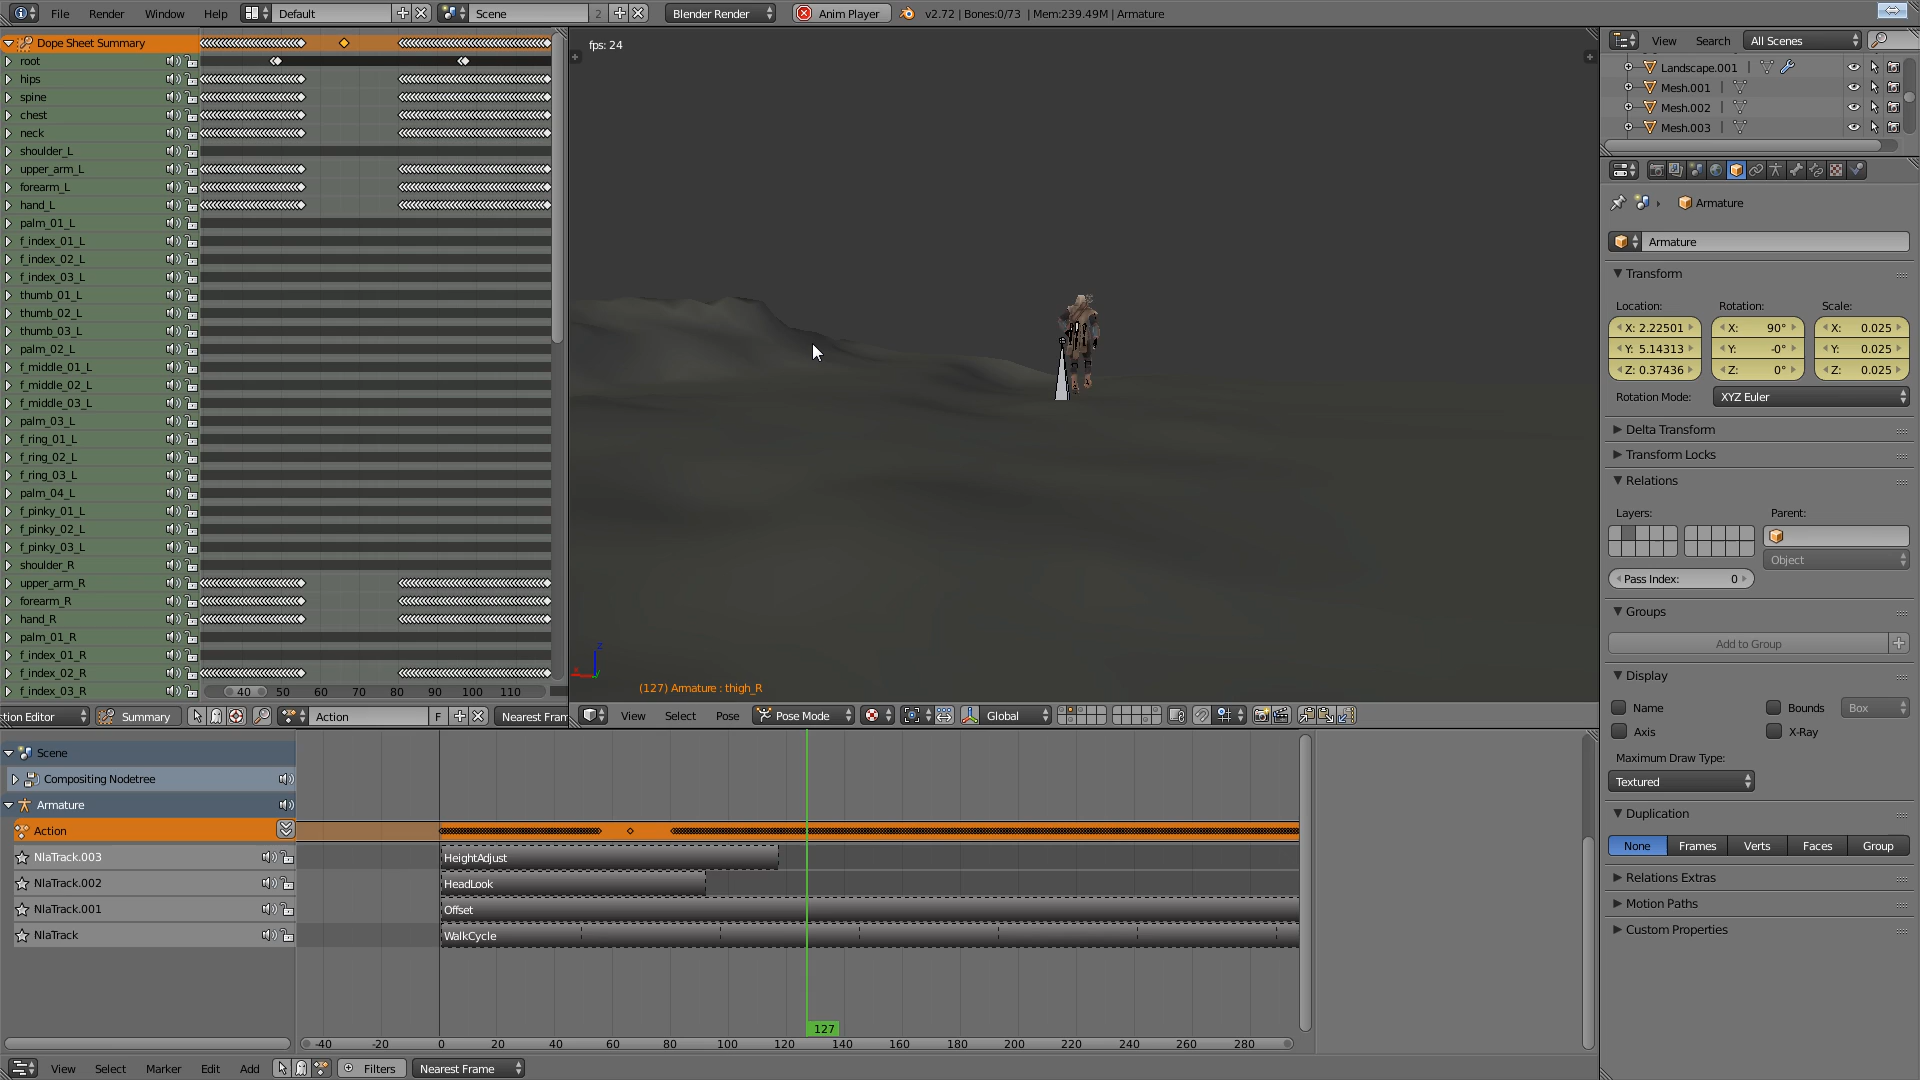 File Render Window Help Default Scene 2 Blender Render Anim Player v2.72 | Bones:0/73 | Mem:239.49M | Armature
Dope Sheet Summary
root
hips
spine
chest
neck
shoulder_L
upper_arm_L
forearm_L
hand_L
palm_01_L
f_index_01_L
f_index_02_L
f_index_03_L
thumb_01_L
thumb_02_L
thumb_03_L
palm_02_L
f_middle_01_L
f_middle_02_L
f_middle_03_L
palm_03_L
f_ring_01_L
f_ring_02_L
f_ring_03_L
palm_04_L
f_pinky_01_L
f_pinky_02_L
f_pinky_03_L
shoulder_R
upper_arm_R
forearm_R
hand_R
palm_01_R
f_index_01_R
f_index_02_R
f_index_03_R
40 50 60 70 80 90 100 110
tion Editor Summary Action F Nearest Fram
fps: 24
z
x
(127) Armature : thigh_R
View Select Pose Pose Mode Global
View Search All Scenes
Landscape.001
Mesh.001
Mesh.002
Mesh.003
Armature
Armature
Transform
Location: Rotation: Scale:
X: 2.22501 X: 90° X: 0.025
Y: 5.14313 Y: -0° Y: 0.025
Z: 0.37436 Z: 0° Z: 0.025
Rotation Mode: XYZ Euler
Delta Transform
Transform Locks
Relations
Layers: Parent:
Object
Pass Index: 0
Groups
Add to Group
Display
Name Bounds Box
Axis X-Ray
Maximum Draw Type:
Textured
Duplication
None Frames Verts Faces Group
Relations Extras
Motion Paths
Custom Properties
Scene
Compositing Nodetree
Armature
Action
NlaTrack.003 HeightAdjust
NlaTrack.002 HeadLook
NlaTrack.001 Offset
NlaTrack WalkCycle
127
-40 -20 0 20 40 60 80 100 120 140 160 180 200 220 240 260 280
View Select Marker Edit Add Filters Nearest Frame